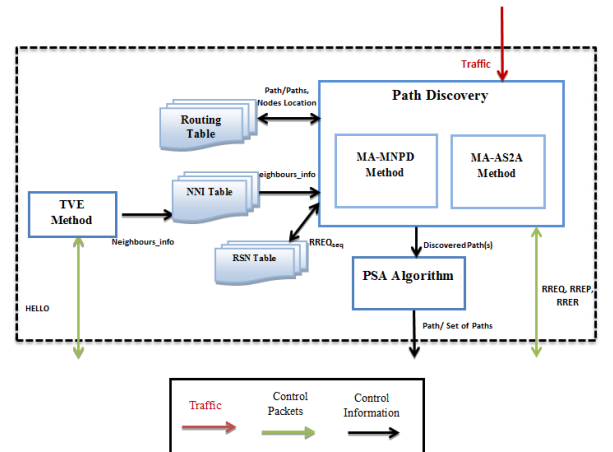 Traffic
Path/Paths,
Nodes Location
Path Discovery
Routing
Table
MA-MNPD
Method
MA-AS2A
Method
eighbours_info
NNI Table
TVE
Method
Neighbours_info
RREQseq
RSN Table
Discovered Path(s)
PSA Algorithm
RREQ, RREP,
RRER
HELLO
Path/ Set of Paths
Traffic
Control
Packets
Control
Information